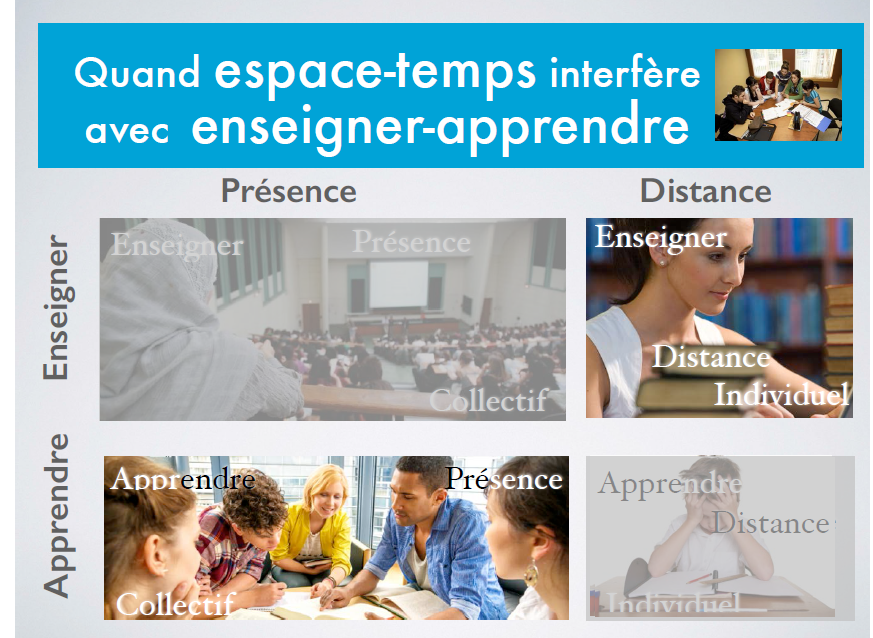 Quand espace-temps interfère
avec enseigner-apprendre
Présence
Distance
Enseigner
Enseigner
Présence
Collectif
Enseigner
Distance
Individuel
Apprendre
Apprendre
Présence
Collectif
Apprendre
Distance
Individuel